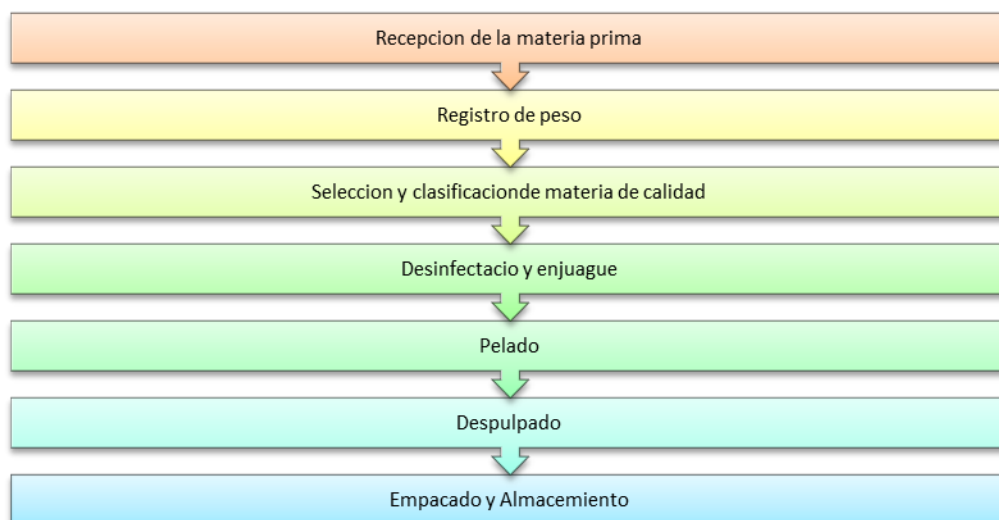 Recepcion de la materia prima
Registro de peso
Seleccion y clasificacionde materia de calidad
Desinfectacio y enjuague
Pelado
Despulpado
Empacado y Almacemiento